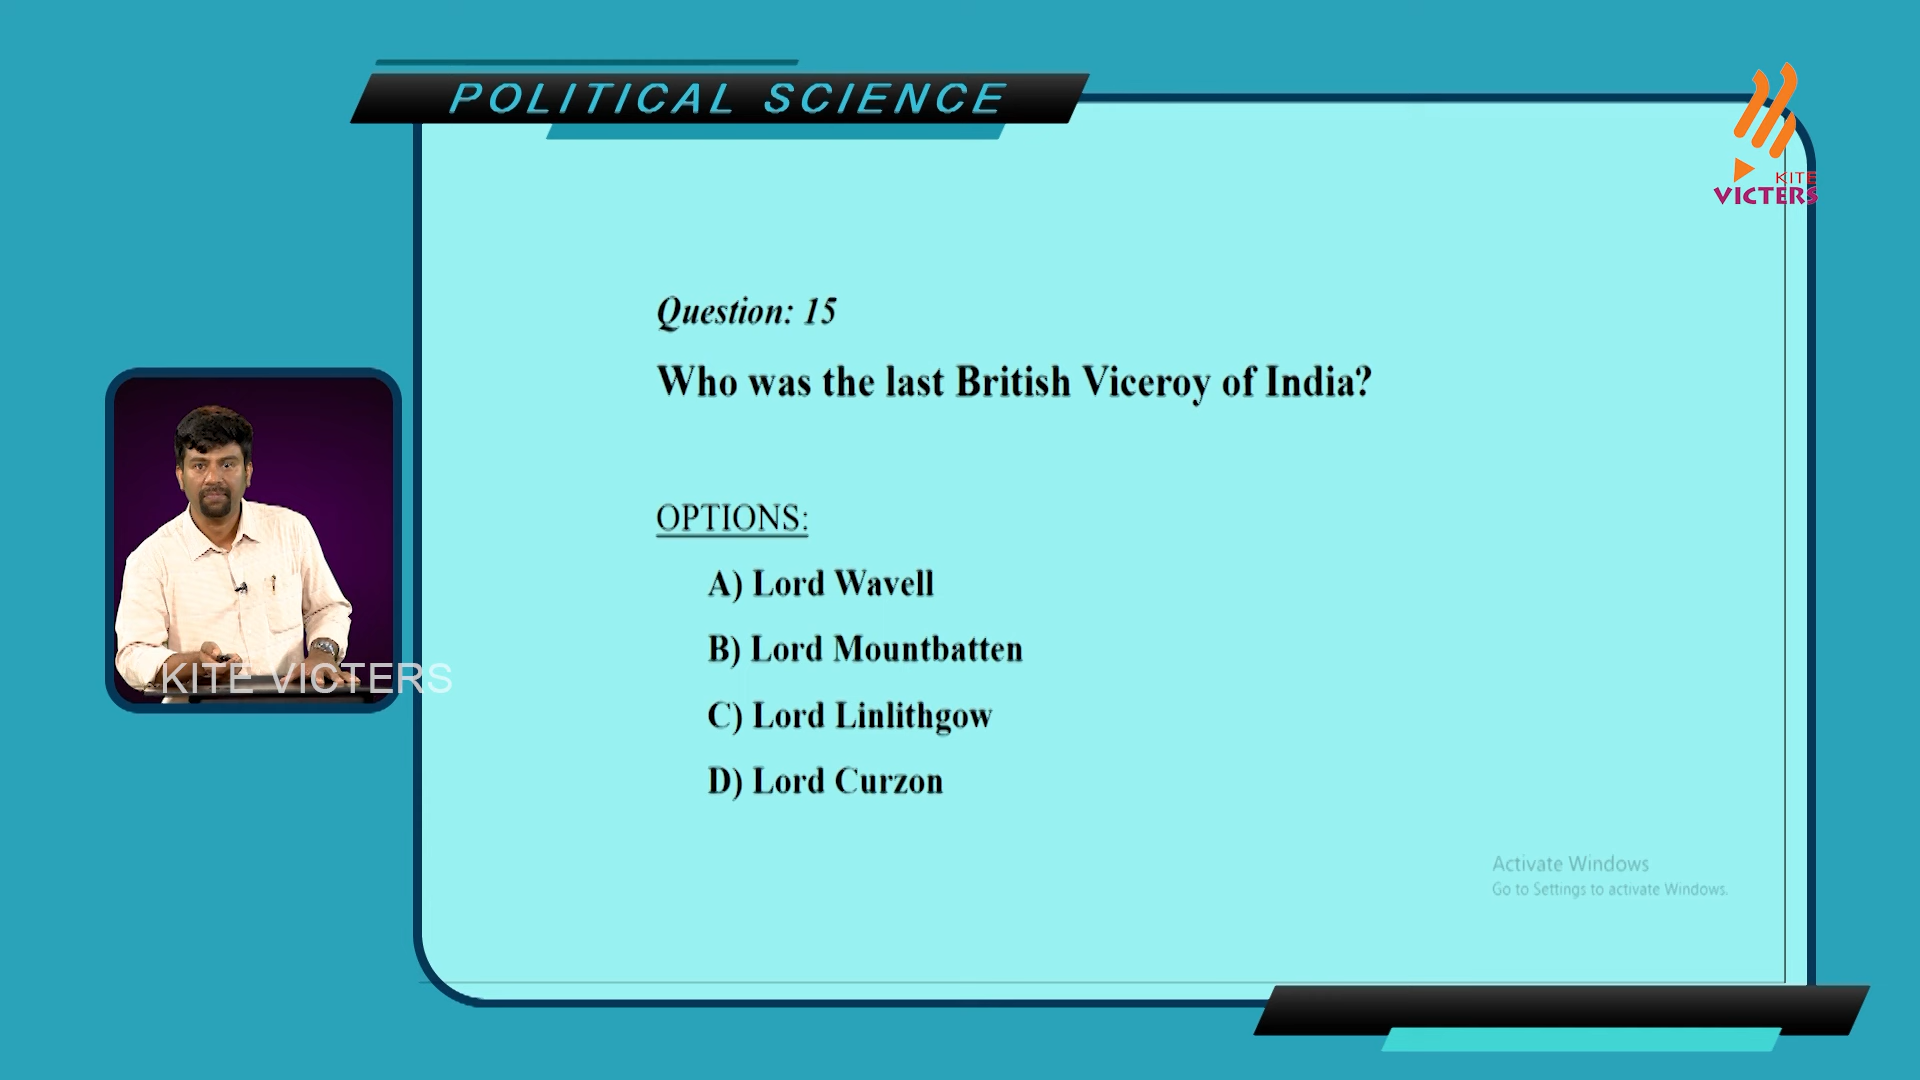 POLITICAL SCIENCE
KITE
VICTERS
Question: 15
Who was the last British Viceroy of India?
OPTIONS:
A) Lord Wavell
B) Lord Mountbatten
C) Lord Linlithgow
D) Lord Curzon
KITE VICTERS
Activate Windows
Go to Settings to activate Windows.